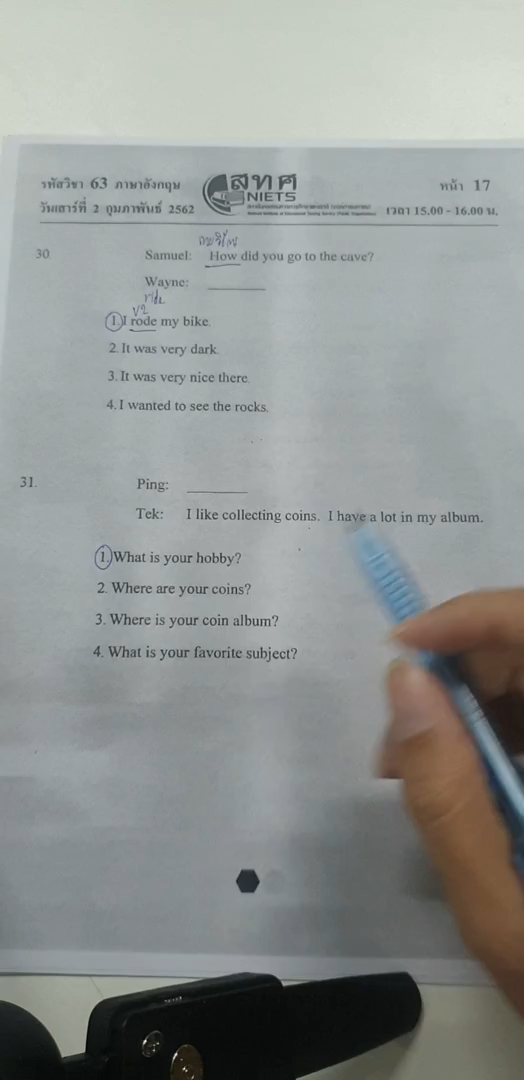 รหัสวิชา 63 ภาษาอังกฤษ
วันเสาร์ที่ 2 กุมภาพันธ์ 2562
สทศ
NIETS
หน้า 17
เวลา 15.00 - 16.00 น.
30 Samuel: How did you go to the cave?
Wayne:
ride
V2
1. I rode my bike.
2. It was very dark.
3. It was very nice there.
4. I wanted to see the rocks.
31. Ping:
Tek: I like collecting coins. I have a lot in my album.
1. What is your hobby?
2. Where are your coins?
3. Where is your coin album?
4. What is your favorite subject?